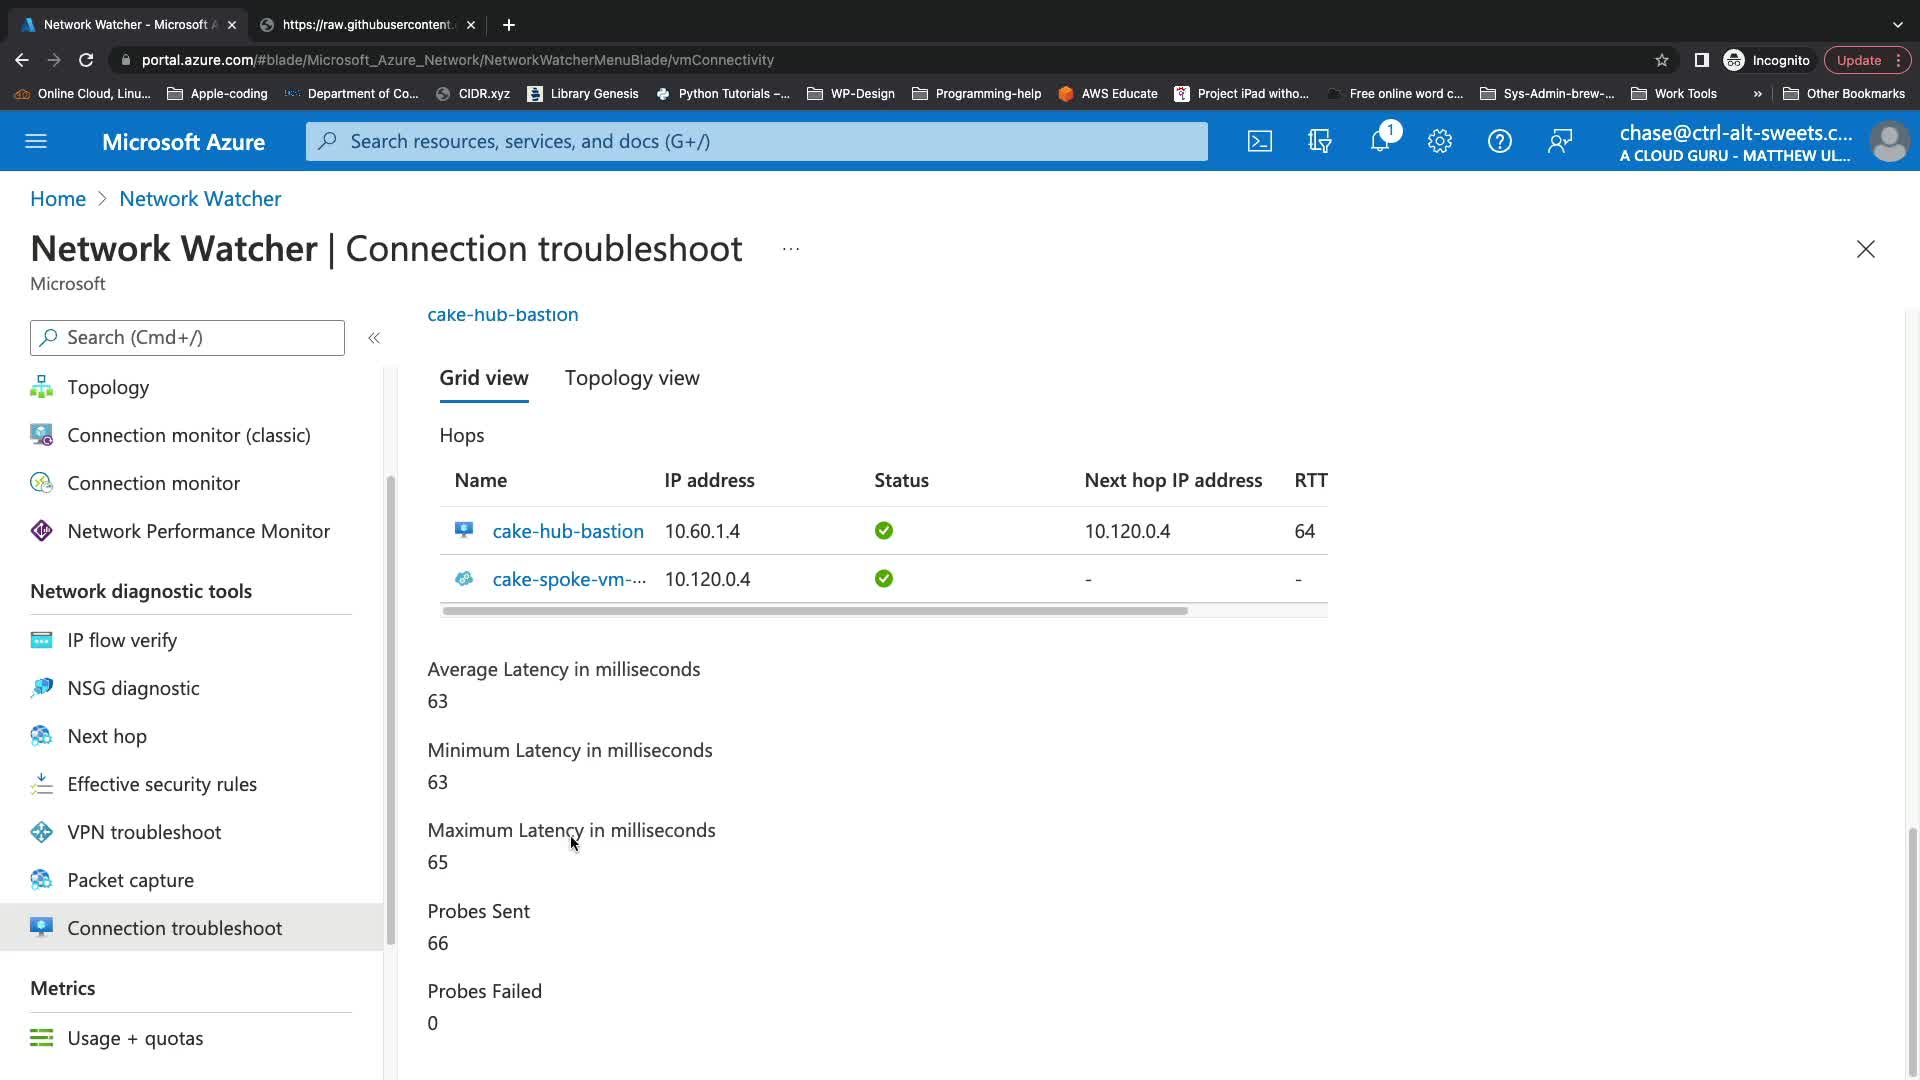 Network Watcher - Microsoft A
https://raw.githubusercontent.
portal.azure.com/#blade/Microsoft_Azure_Network/NetworkWatcherMenuBlade/vmConnectivity
Incognito
Update
Online Cloud, Linu...
Apple-coding
Department of Co...
CIDR.xyz
Library Genesis
Python Tutorials –...
WP-Design
Programming-help
AWS Educate
Project iPad witho...
Free online word c...
Sys-Admin-brew-...
Work Tools
»
Other Bookmarks
Microsoft Azure
Search resources, services, and docs (G+/)
1
chase@ctrl-alt-sweets.c...
A CLOUD GURU - MATTHEW UL...
Home > Network Watcher
Network Watcher | Connection troubleshoot ...
Microsoft
Search (Cmd+/)
«
Topology
Connection monitor (classic)
Connection monitor
Network Performance Monitor
Network diagnostic tools
IP flow verify
NSG diagnostic
Next hop
Effective security rules
VPN troubleshoot
Packet capture
Connection troubleshoot
Metrics
Usage + quotas
cake-hub-bastion
Grid view Topology view
Hops
Name IP address Status Next hop IP address RTT
cake-hub-bastion 10.60.1.4 10.120.0.4 64
cake-spoke-vm-... 10.120.0.4 - -
Average Latency in milliseconds
63
Minimum Latency in milliseconds
63
Maximum Latency in milliseconds
65
Probes Sent
66
Probes Failed
0